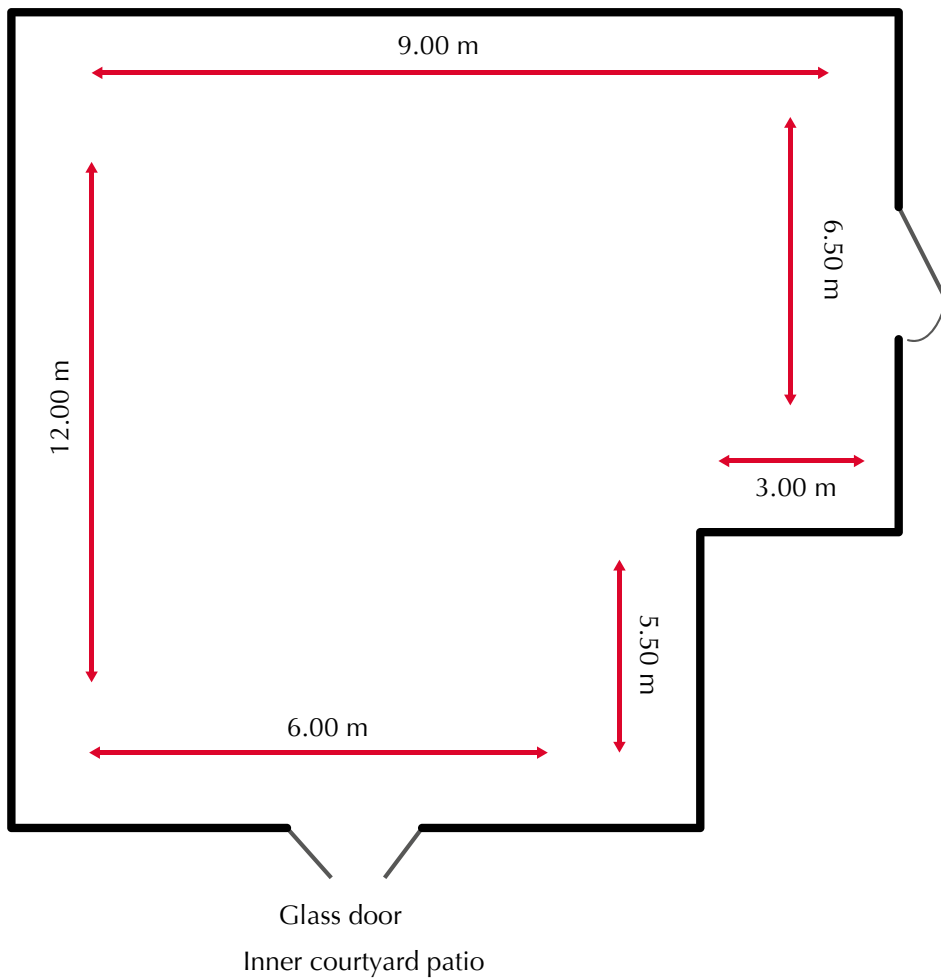 9.00 m
6.50 m
12.00 m
3.00 m
5.50 m
6.00 m
Glass door
Inner courtyard patio